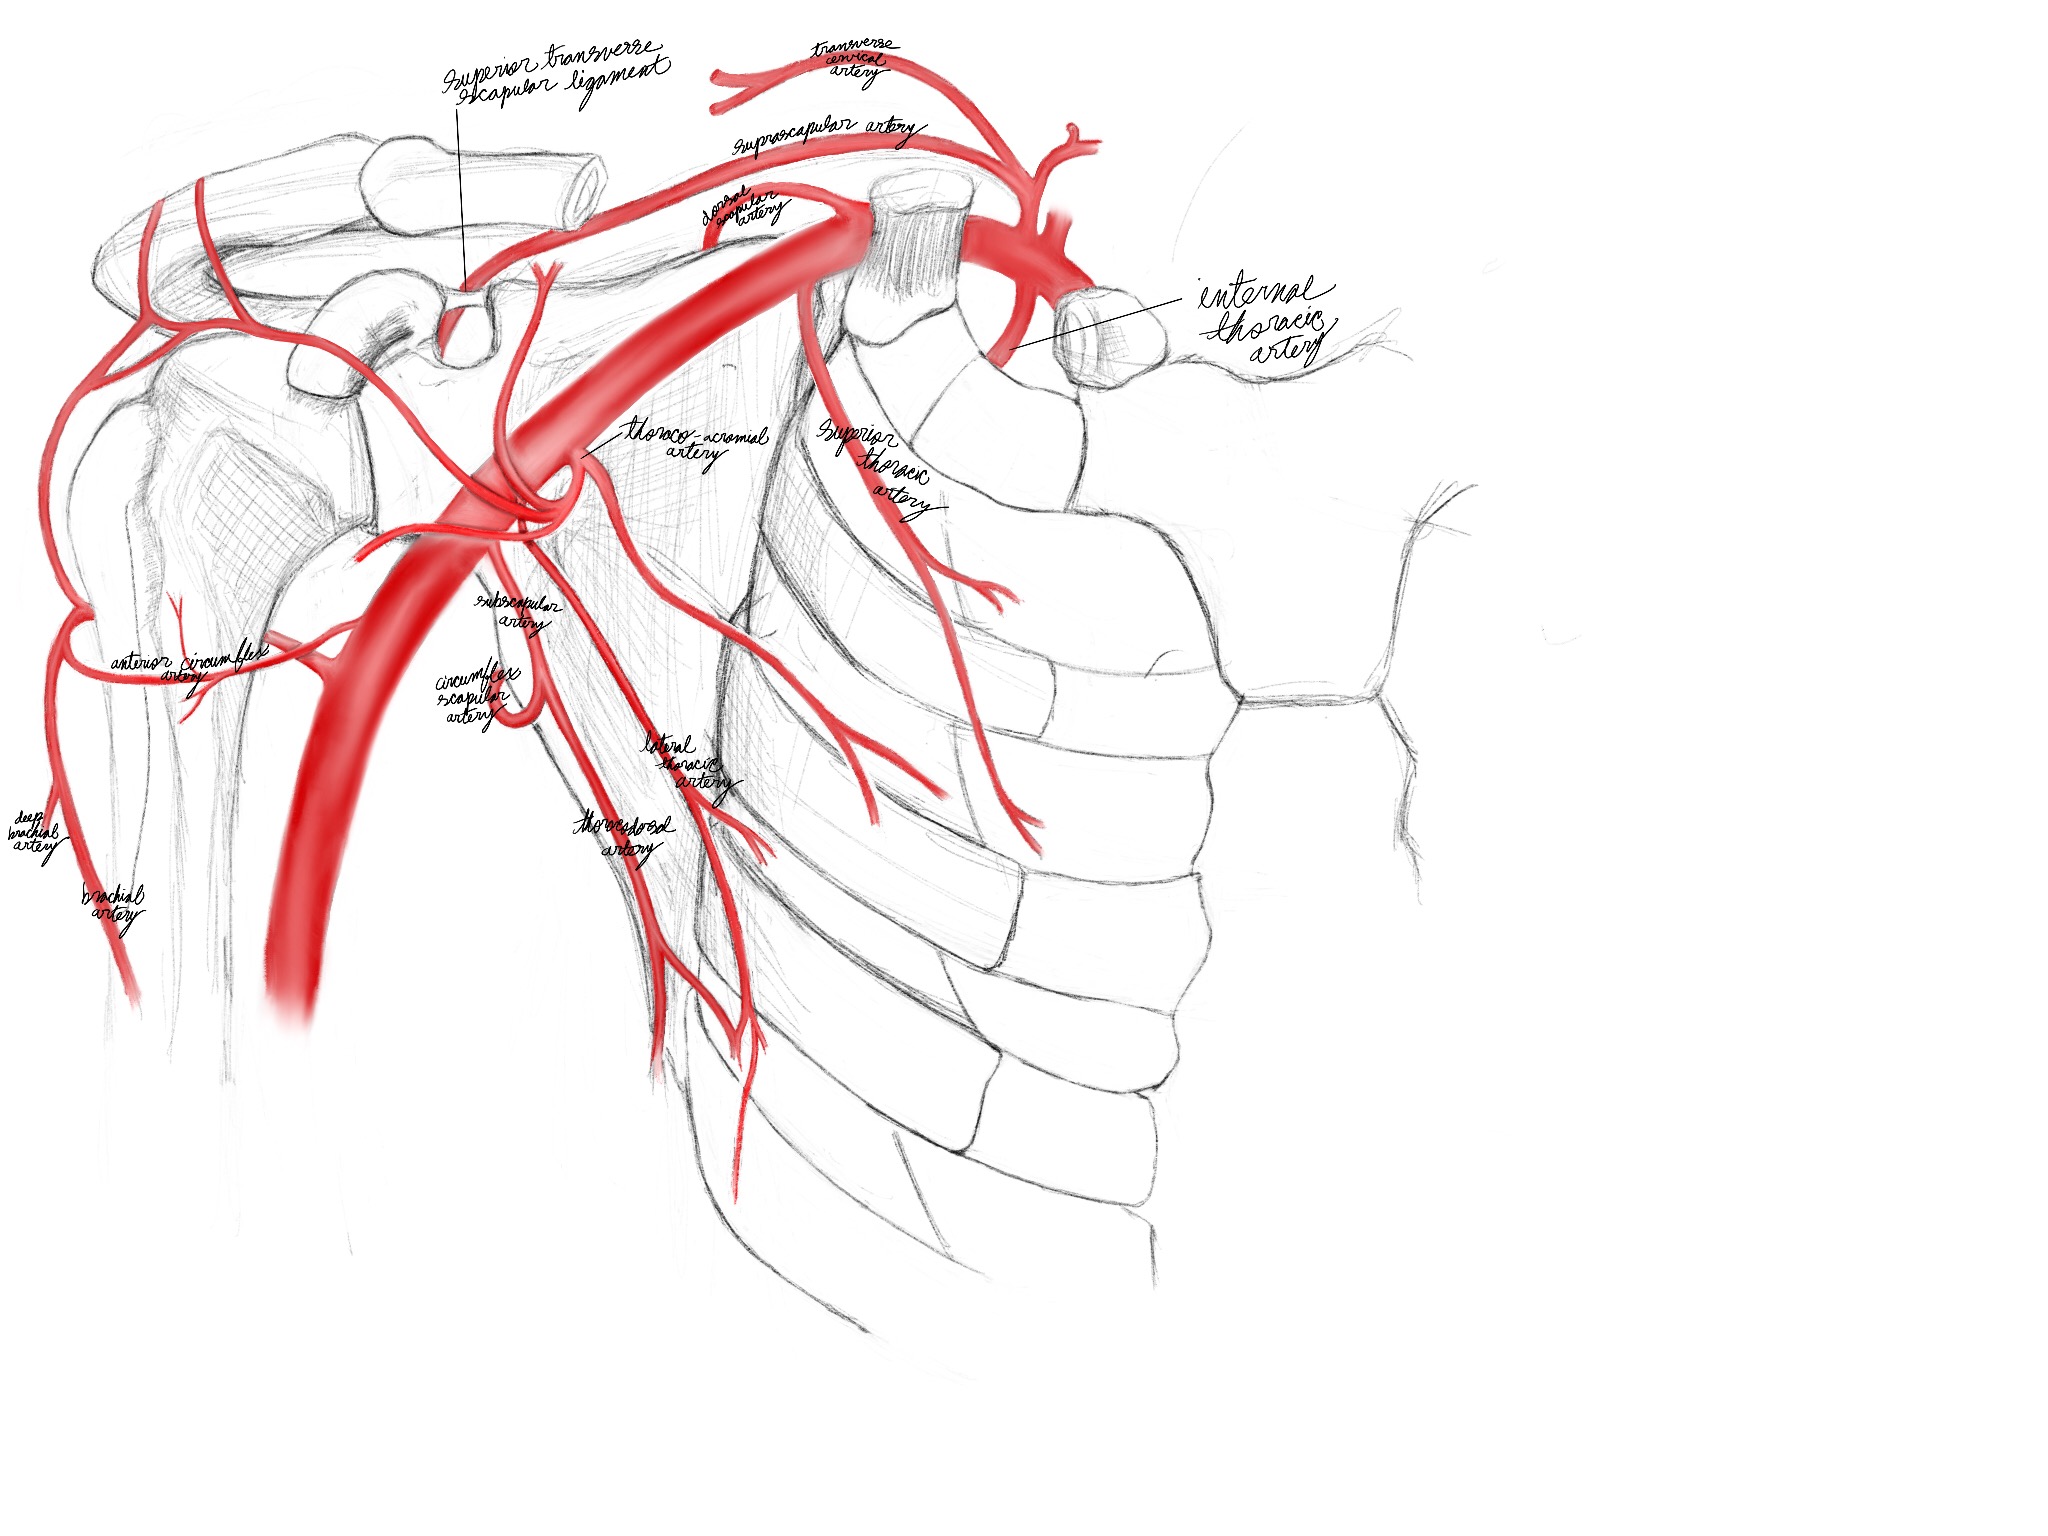 superior transverse
scapular ligament
transverse
cervical
artery
suprascapular artery
dorsal
scapular
artery
internal
thoracic
artery
thoraco-acromial
artery
superior
thoracic
artery
subscapular
artery
anterior circumflex
artery
circumflex
scapular
artery
lateral
thoracic
artery
deep
brachial
artery
thoracodorsal
artery
brachial
artery